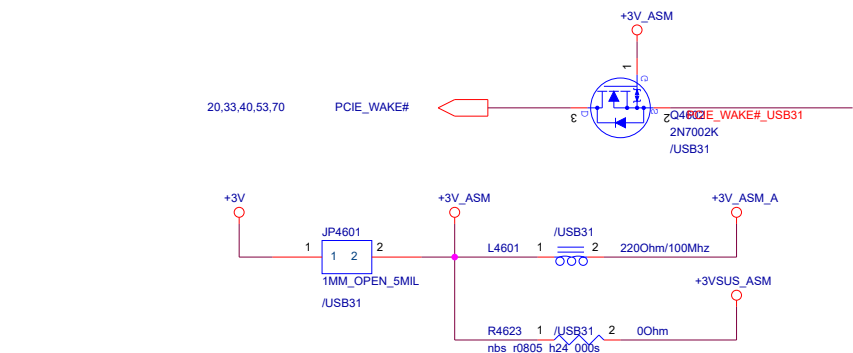 +3V_ASM
1
G
20,33,40,53,70 PCIE_WAKE#
3 D S 2
Q4602 PCIE_WAKE#_USB31
2N7002K
/USB31
+3V +3V_ASM +3V_ASM_A
JP4601 /USB31
1 1 2 2 L4601 1 2 220Ohm/100Mhz
1MM_OPEN_5MIL
/USB31
+3VSUS_ASM
R4623 1 /USB31 2 0Ohm
nbs_r0805_h24_000s